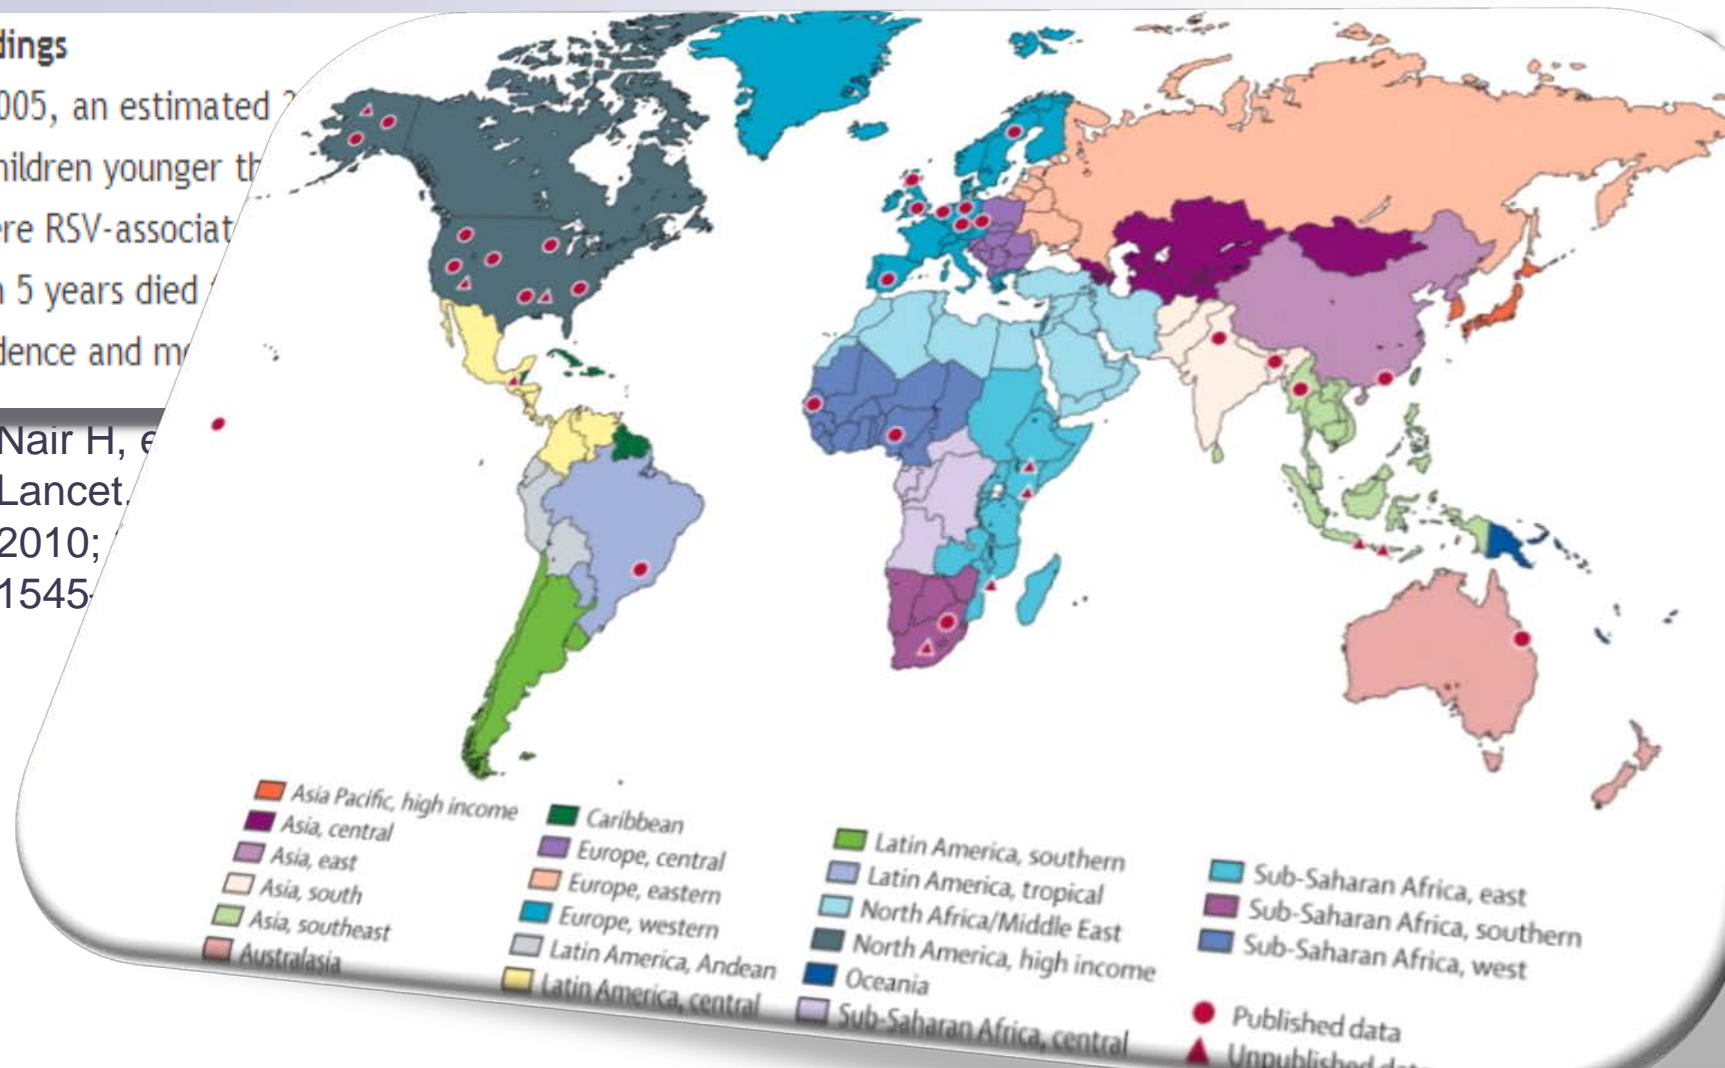 dings
005, an estimated
hildren younger th
ere RSV-associat
n 5 years died
dence and mo
Nair H, e
Lancet.
2010;
1545-
Asia Pacific, high income
Asia, central
Asia, east
Asia, south
Asia, southeast
Australasia
Caribbean
Europe, central
Europe, eastern
Europe, western
Latin America, Andean
Latin America, central
Latin America, southern
Latin America, tropical
North Africa/Middle East
North America, high income
Oceania
Sub-Saharan Africa, central
Sub-Saharan Africa, east
Sub-Saharan Africa, southern
Sub-Saharan Africa, west
Published data
Unpublished data